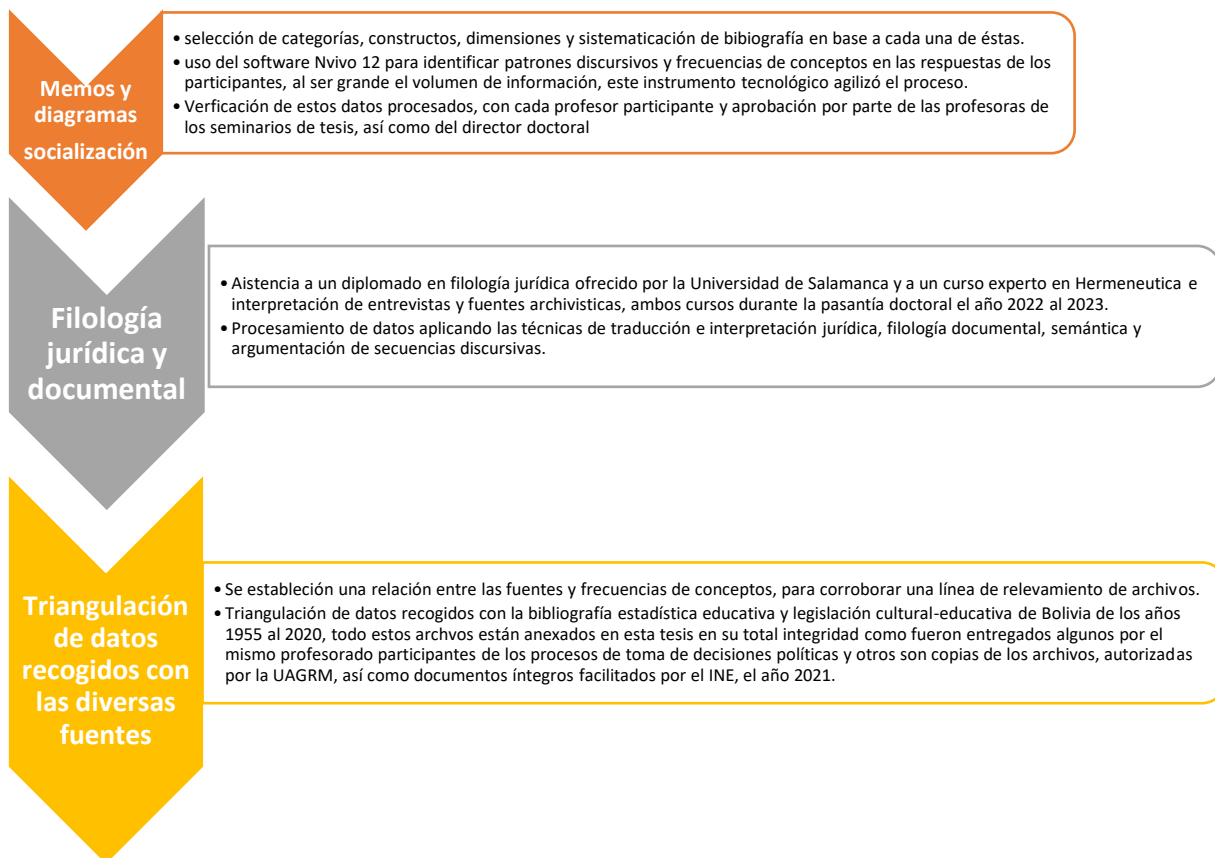 Memos y
diagramas
socialización
• selección de categorías, constructos, dimensiones y sistematicación de bibiografía en base a cada una de éstas.
• uso del software Nvivo 12 para identificar patrones discursivos y frecuencias de conceptos en las respuestas de los
participantes, al ser grande el volumen de información, este instrumento tecnológico agilizó el proceso.
• Verficación de estos datos procesados, con cada profesor participante y aprobación por parte de las profesoras de
los seminarios de tesis, así como del director doctoral
Filología
jurídica y
documental
• Aistencia a un diplomado en filología jurídica ofrecido por la Universidad de Salamanca y a un curso experto en Hermeneutica e
interpretación de entrevistas y fuentes archivisticas, ambos cursos durante la pasantía doctoral el año 2022 al 2023.
• Procesamiento de datos aplicando las técnicas de traducción e interpretación jurídica, filología documental, semántica y
argumentación de secuencias discursivas.
Triangulación
de datos
recogidos con
las diversas
fuentes
• Se estableción una relación entre las fuentes y frecuencias de conceptos, para corroborar una línea de relevamiento de archivos.
• Triangulación de datos recogidos con la bibliografía estadística educativa y legislación cultural-educativa de Bolivia de los años
1955 al 2020, todo estos archvos están anexados en esta tesis en su total integridad como fueron entregados algunos por el
mismo profesorado participantes de los procesos de toma de decisiones políticas y otros son copias de los archivos, autorizadas
por la UAGRM, así como documentos íntegros facilitados por el INE, el año 2021.